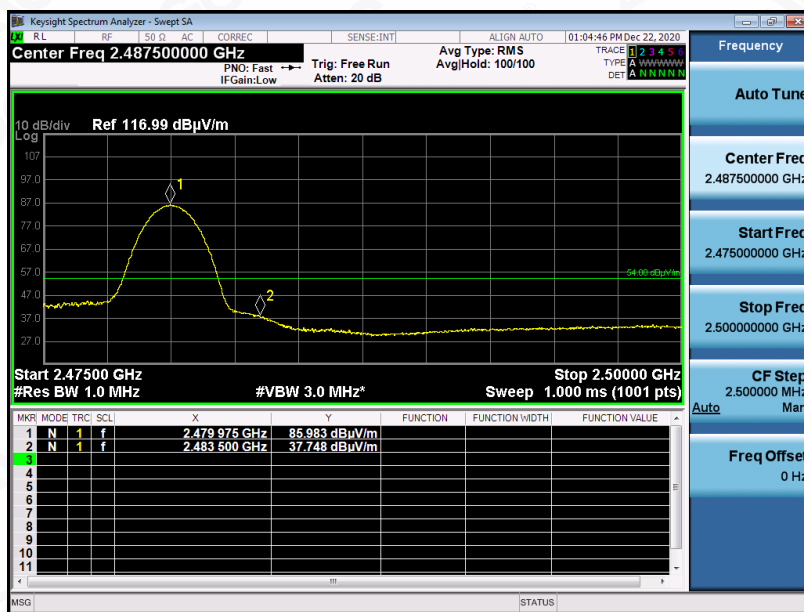 Keysight Spectrum Analyzer - Swept SA
LXI RL RF 50 Ω AC CORREC SENSE:INT ALIGN AUTO 01:04:46 PM Dec 22, 2020
Center Freq 2.487500000 GHz
PNO: Fast
IFGain:Low
Trig: Free Run
Atten: 20 dB
Avg Type: RMS
Avg|Hold: 100/100
TRACE 1 2 3 4 5 6
TYPE A WWWWW
DET A N N N N N
10 dB/div Ref 116.99 dBµV/m
Log
107
97.0
87.0
77.0
67.0
57.0
47.0
37.0
27.0
1
2
54.00 dBµV/m
Start 2.47500 GHz Stop 2.50000 GHz
#Res BW 1.0 MHz #VBW 3.0 MHz* Sweep 1.000 ms (1001 pts)
MKR MODE TRC SCL X Y FUNCTION FUNCTION WIDTH FUNCTION VALUE
1 N 1 f 2.479 975 GHz 85.983 dBµV/m
2 N 1 f 2.483 500 GHz 37.748 dBµV/m
3
4
5
6
7
8
9
10
11
MSG STATUS
Frequency
Auto Tune
Center Freq
2.487500000 GHz
Start Freq
2.475000000 GHz
Stop Freq
2.500000000 GHz
CF Step
2.500000 MHz
Auto Man
Freq Offset
0 Hz